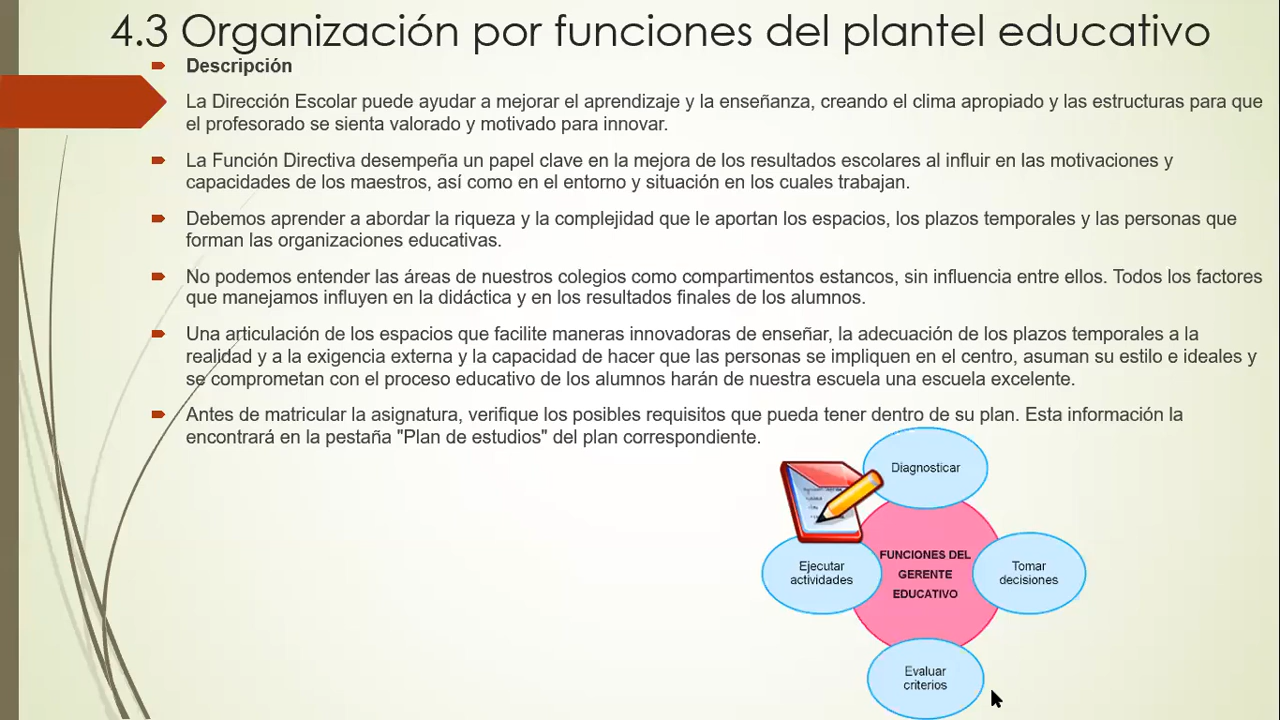 4.3 Organización por funciones del plantel educativo
Descripción
La Dirección Escolar puede ayudar a mejorar el aprendizaje y la enseñanza, creando el clima apropiado y las estructuras para que
el profesorado se sienta valorado y motivado para innovar.
La Función Directiva desempeña un papel clave en la mejora de los resultados escolares al influir en las motivaciones y
capacidades de los maestros, así como en el entorno y situación en los cuales trabajan.
Debemos aprender a abordar la riqueza y la complejidad que le aportan los espacios, los plazos temporales y las personas que
forman las organizaciones educativas.
No podemos entender las áreas de nuestros colegios como compartimentos estancos, sin influencia entre ellos. Todos los factores
que manejamos influyen en la didáctica y en los resultados finales de los alumnos.
Una articulación de los espacios que facilite maneras innovadoras de enseñar, la adecuación de los plazos temporales a la
realidad y a la exigencia externa y la capacidad de hacer que las personas se impliquen en el centro, asuman su estilo e ideales y
se comprometan con el proceso educativo de los alumnos harán de nuestra escuela una escuela excelente.
Antes de matricular la asignatura, verifique los posibles requisitos que pueda tener dentro de su plan. Esta información la
encontrará en la pestaña "Plan de estudios" del plan correspondiente.
Diagnosticar
Ejecutar
actividades
FUNCIONES DEL
GERENTE
EDUCATIVO
Tomar
decisiones
Evaluar
criterios